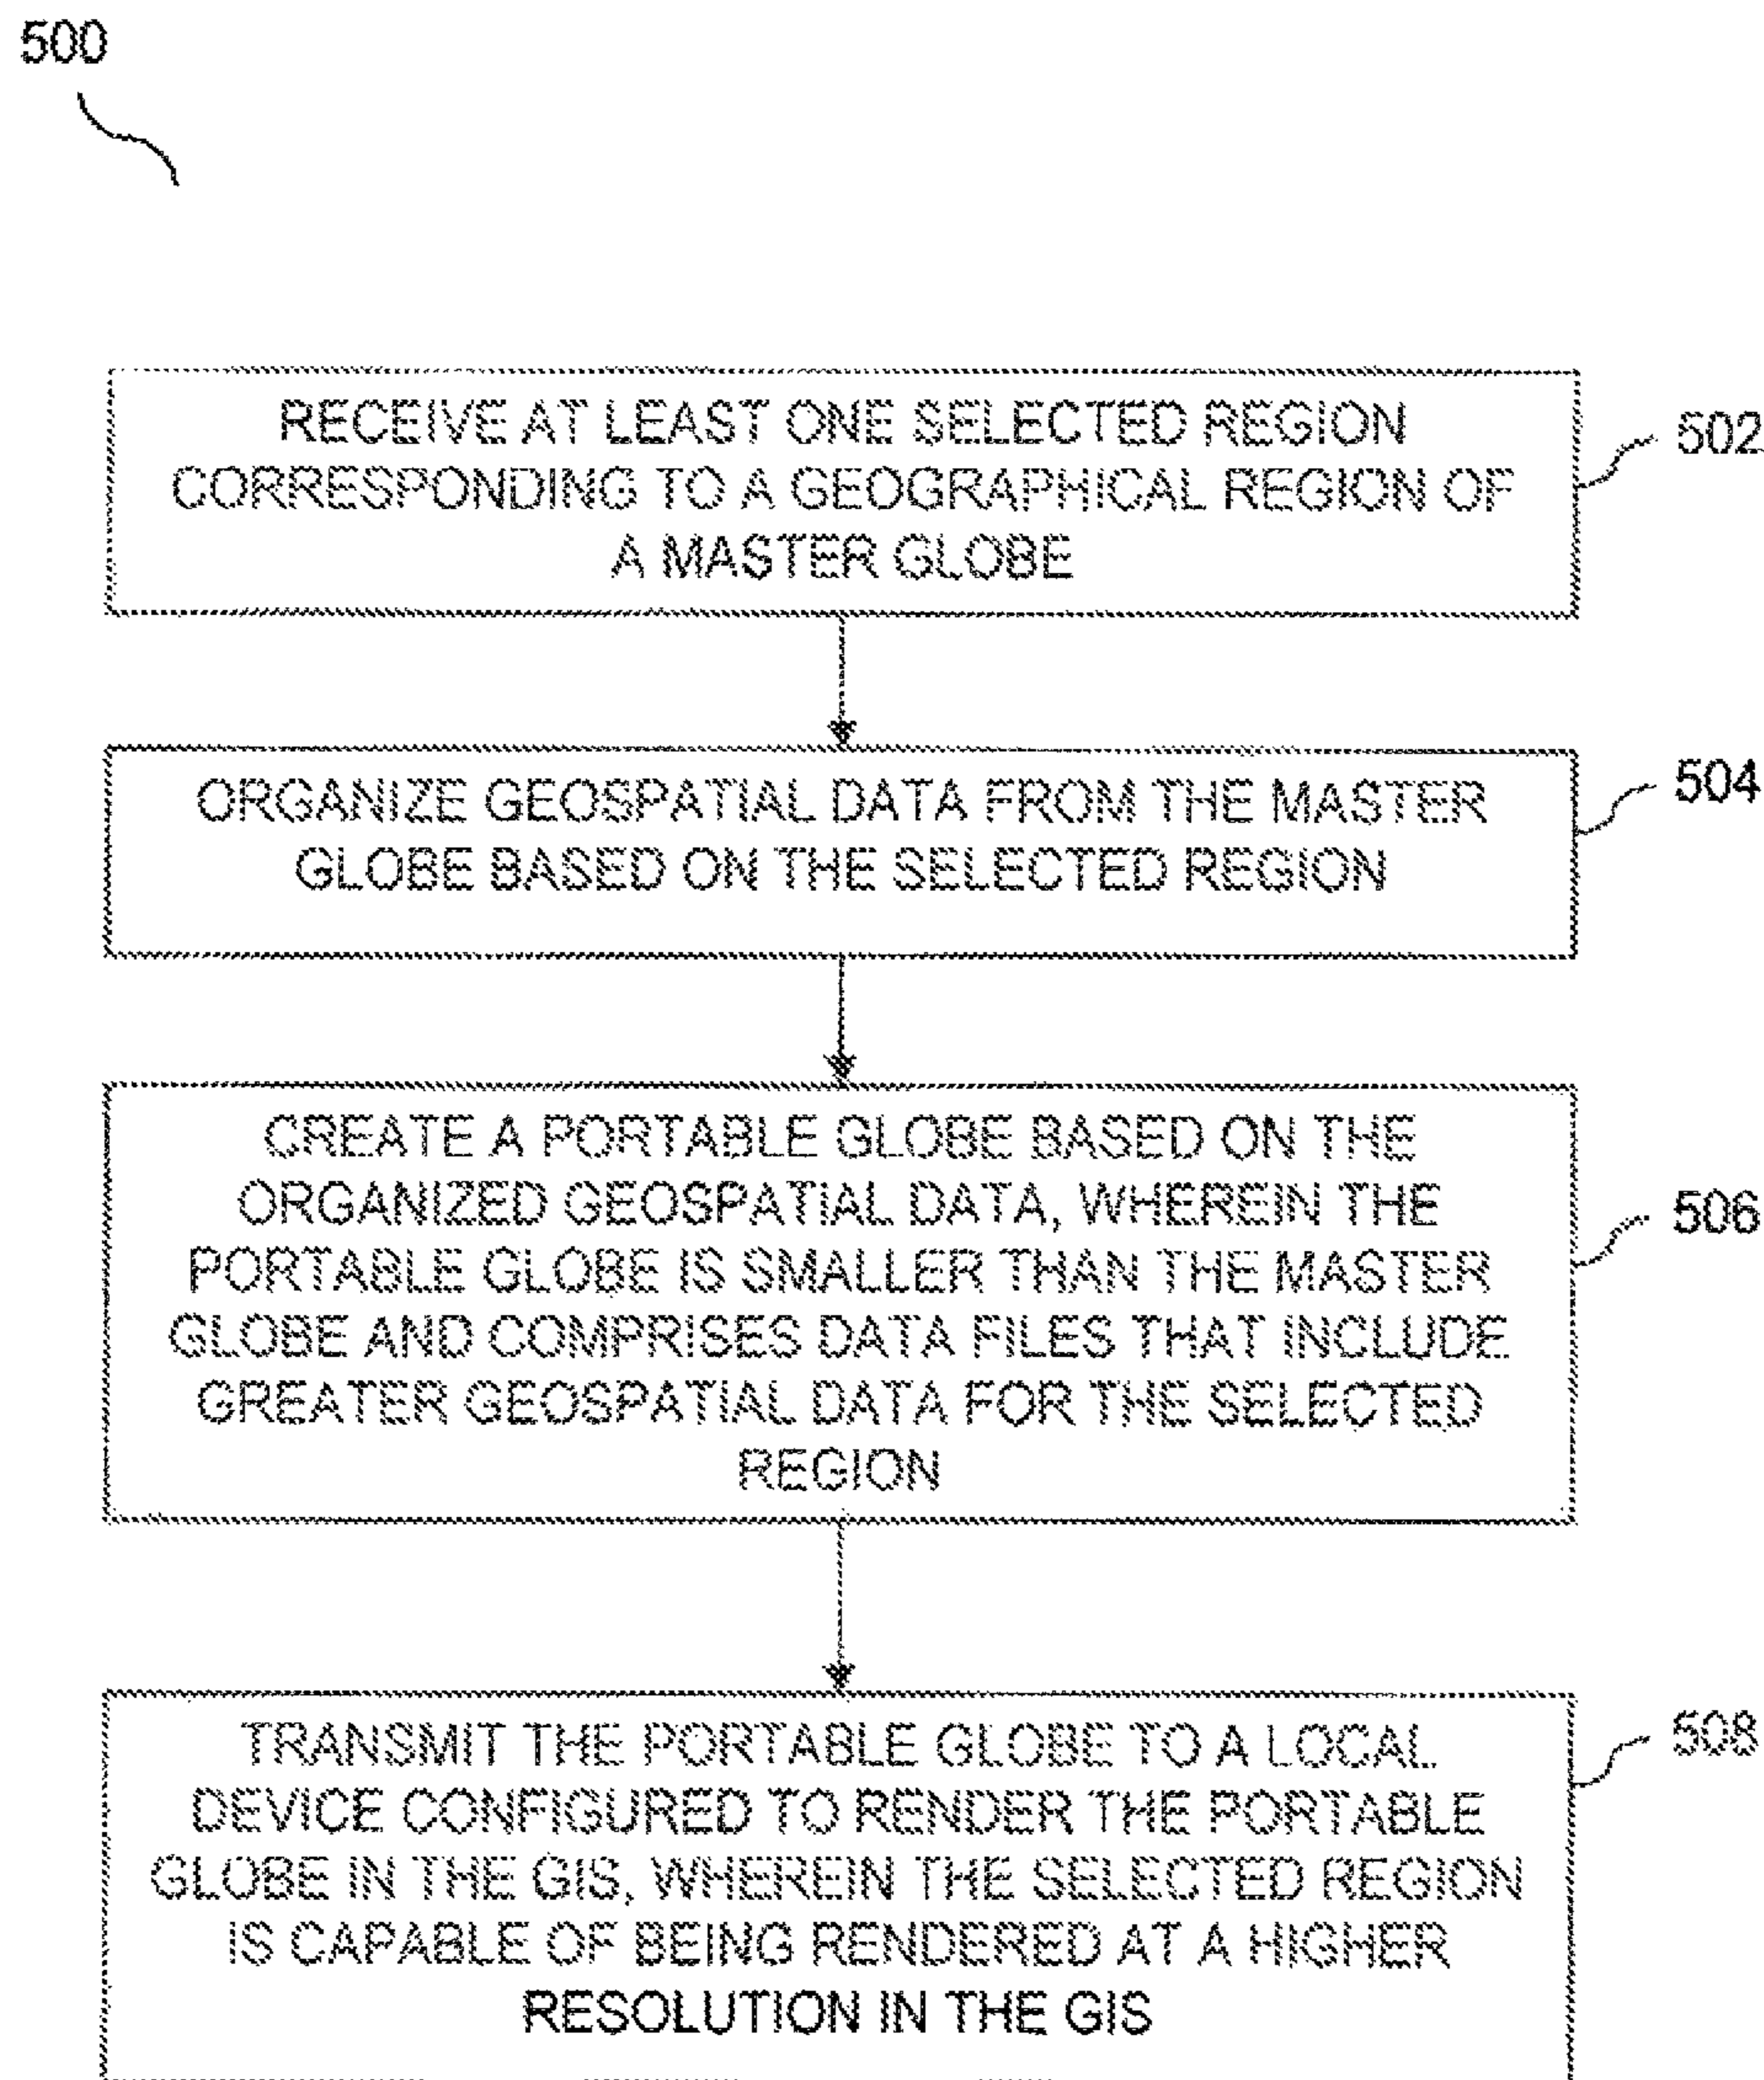 500
RECEIVE AT LEAST ONE SELECTED REGION
CORRESPONDING TO A GEOGRAPHICAL REGION OF
A MASTER GLOBE
502
ORGANIZE GEOSPATIAL DATA FROM THE MASTER
GLOBE BASED ON THE SELECTED REGION
504
CREATE A PORTABLE GLOBE BASED ON THE
ORGANIZED GEOSPATIAL DATA, WHEREIN THE
PORTABLE GLOBE IS SMALLER THAN THE MASTER
GLOBE AND COMPRISES DATA FILES THAT INCLUDE
GREATER GEOSPATIAL DATA FOR THE SELECTED
REGION
506
TRANSMIT THE PORTABLE GLOBE TO A LOCAL
DEVICE CONFIGURED TO RENDER THE PORTABLE
GLOBE IN THE GIS, WHEREIN THE SELECTED REGION
IS CAPABLE OF BEING RENDERED AT A HIGHER
RESOLUTION IN THE GIS
508